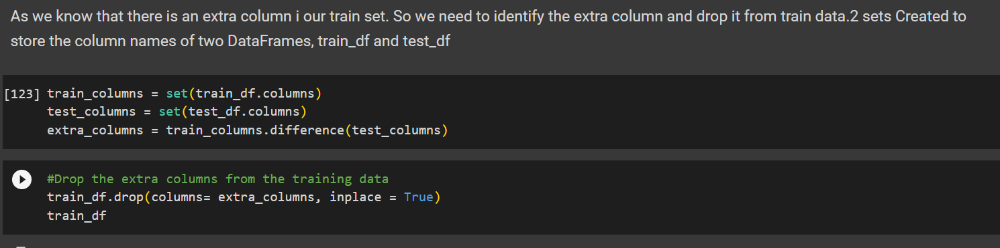 As we know that there is an extra column i our train set. So we need to identify the extra column and drop it from train data.2 sets Created to
store the column names of two DataFrames, train_df and test_df
[123] train_columns = set(train_df.columns)
test_columns = set(test_df.columns)
extra_columns = train_columns.difference(test_columns)
#Drop the extra columns from the training data
train_df.drop(columns= extra_columns, inplace = True)
train_df